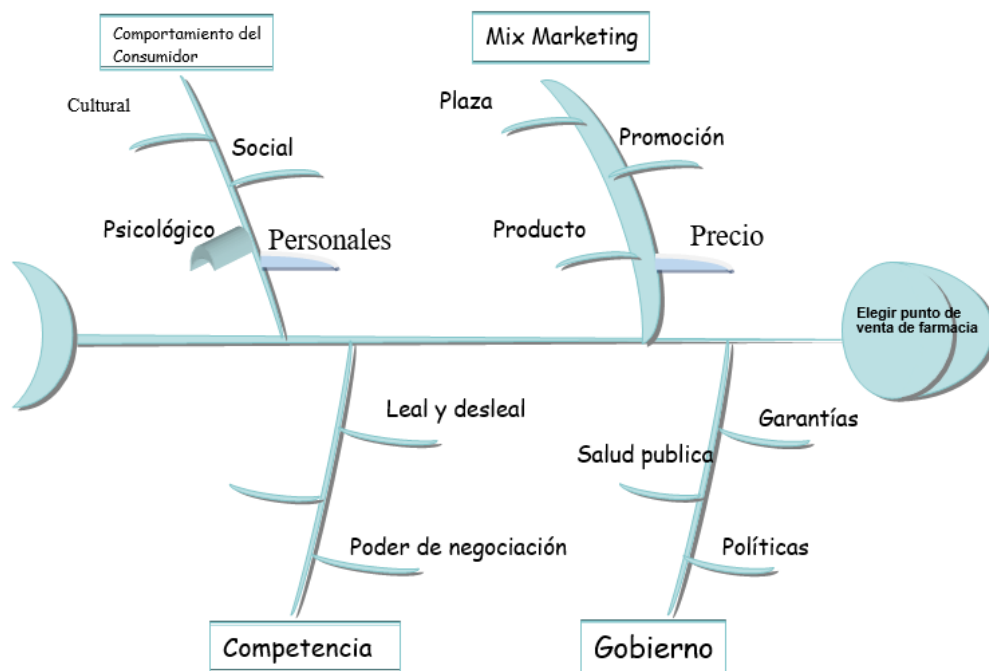 Comportamiento del
Consumidor
Mix Marketing
Cultural
Plaza
Social
Promoción
Psicológico
Personales
Producto
Precio
Elegir punto de
venta de farmacia
Leal y desleal
Garantías
Salud publica
Poder de negociación
Políticas
Competencia
Gobierno